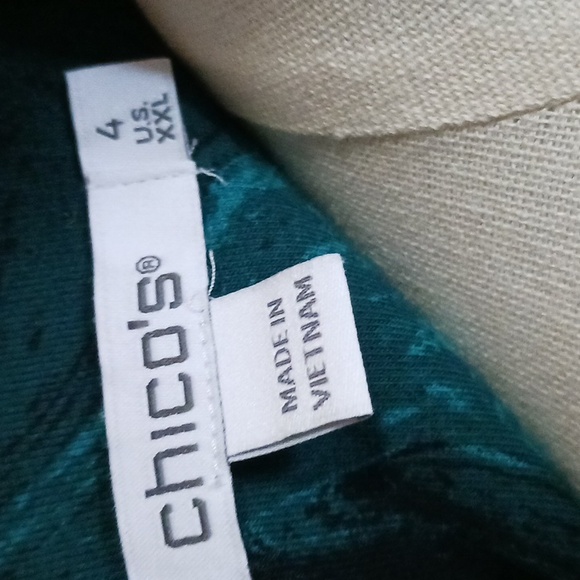 chico's®
4
U.S.
XXL
MADE IN
VIETNAM